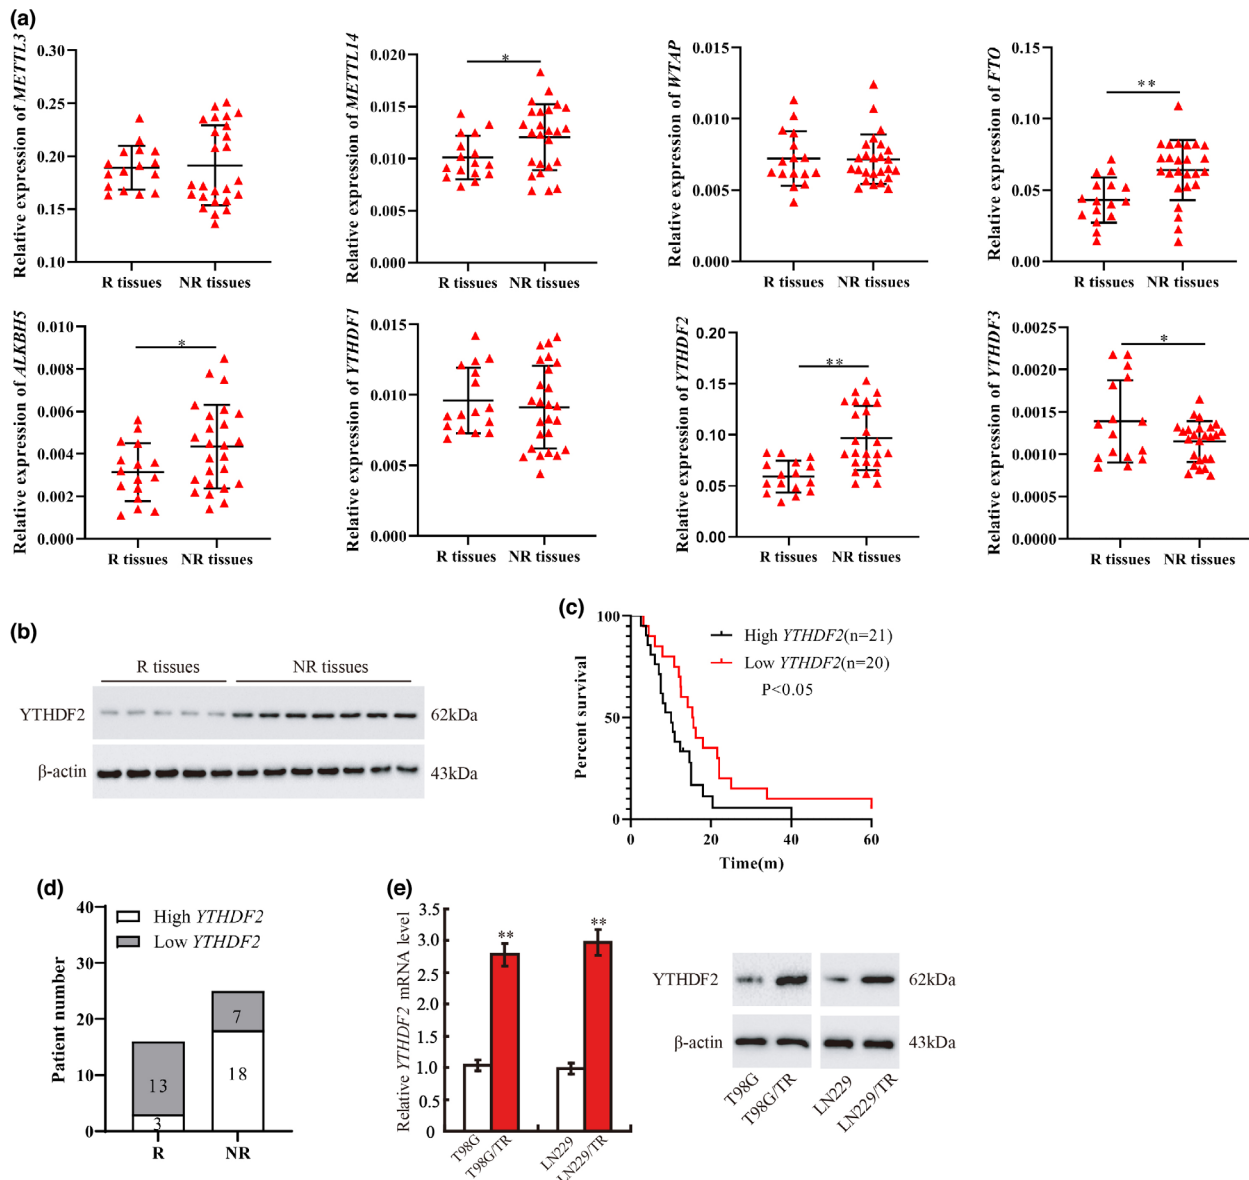 (a)
Relative expression of METTL3
0.30
0.25
0.20
0.15
0.10
R tissues
NR tissues
Relative expression of METTL14
0.020
0.015
0.010
0.005
0.000
*
R tissues
NR tissues
Relative expression of WTAP
0.015
0.010
0.005
0.000
R tissues
NR tissues
Relative expression of FTO
0.15
0.10
0.05
0.00
**
R tissues
NR tissues
Relative expression of ALKBH5
0.010
0.008
0.006
0.004
0.002
0.000
*
R tissues
NR tissues
Relative expression of YTHDF1
0.015
0.010
0.005
0.000
R tissues
NR tissues
Relative expression of YTHDF2
0.20
0.15
0.10
0.05
0.00
**
R tissues
NR tissues
Relative expression of YTHDF3
0.0025
0.0020
0.0015
0.0010
0.0005
0.0000
*
R tissues
NR tissues
(b)
R tissues
NR tissues
YTHDF2
62kDa
β-actin
43kDa
(c)
Percent survival
100
50
0
0
20
40
60
Time(m)
High YTHDF2(n=21)
Low YTHDF2(n=20)
P<0.05
(d)
Patient number
40
30
20
10
0
High YTHDF2
Low YTHDF2
13
3
7
18
R
NR
(e)
Relative YTHDF2 mRNA level
3.5
3.0
2.5
2.0
1.5
1.0
0.5
0
**
**
T98G
T98G/TR
LN229
LN229/TR
YTHDF2
62kDa
β-actin
43kDa
T98G
T98G/TR
LN229
LN229/TR